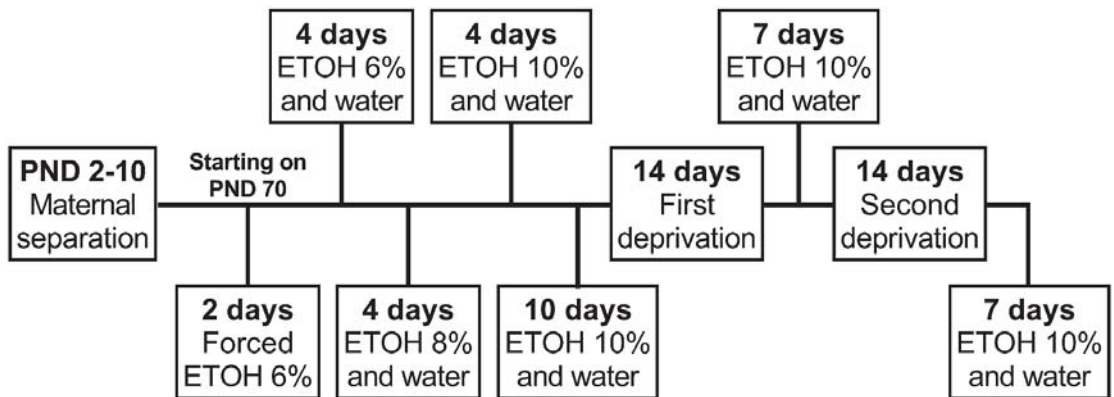 4 days
ETOH 6%
and water
4 days
ETOH 10%
and water
7 days
ETOH 10%
and water
PND 2-10
Maternal
separation
Starting on
PND 70
14 days
First
deprivation
14 days
Second
deprivation
2 days
Forced
ETOH 6%
4 days
ETOH 8%
and water
10 days
ETOH 10%
and water
7 days
ETOH 10%
and water